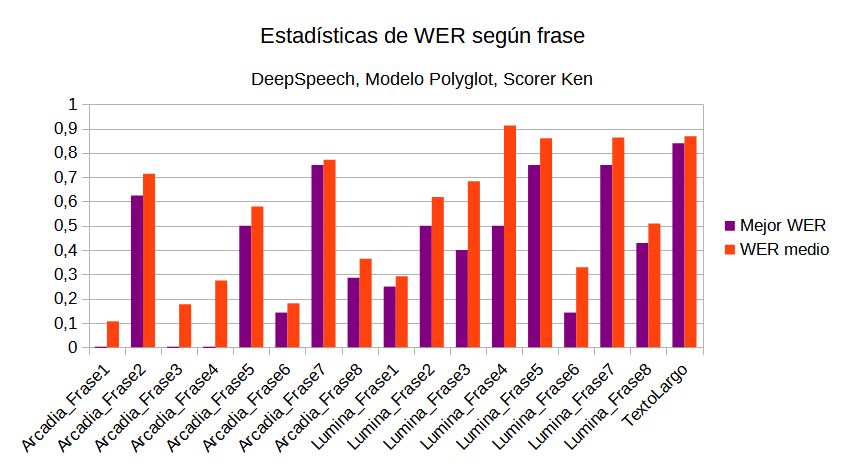 Estadísticas de WER según frase
DeepSpeech, Modelo Polyglot, Scorer Ken
1
0,9
0,8
0,7
0,6
0,5
0,4
0,3
0,2
0,1
0
Mejor WER
WER medio
Arcadia_Frase1
Arcadia_Frase2
Arcadia_Frase3
Arcadia_Frase4
Arcadia_Frase5
Arcadia_Frase6
Arcadia_Frase7
Arcadia_Frase8
Lumina_Frase1
Lumina_Frase2
Lumina_Frase3
Lumina_Frase4
Lumina_Frase5
Lumina_Frase6
Lumina_Frase7
Lumina_Frase8
TextoLargo